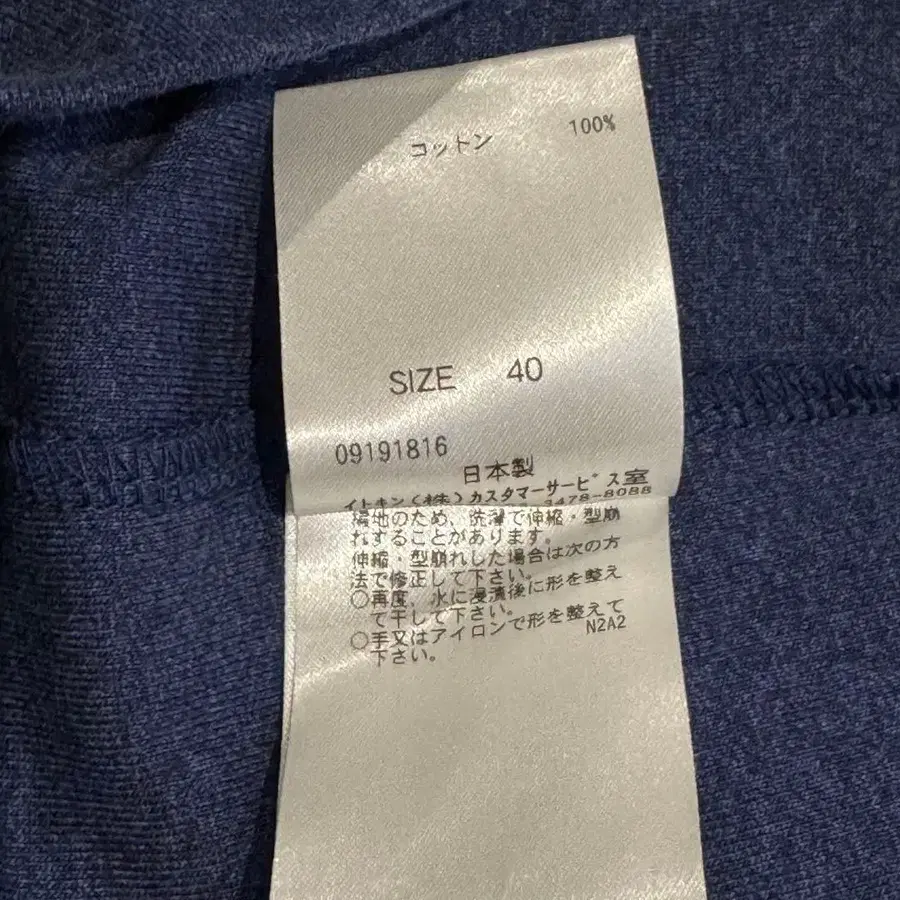 コットン 100%
SIZE 40
09191816
日本製
イトキン(株)カスタマーサービス室
3478-8088
編地のため、洗濯で伸縮・型崩
れすることがあります。
伸縮・型崩れした場合は次の方
法で修正して下さい。
○再度、水に浸漬後に形を整え
て干して下さい。
○手又はアイロンで形を整えて
下さい。 N2A2